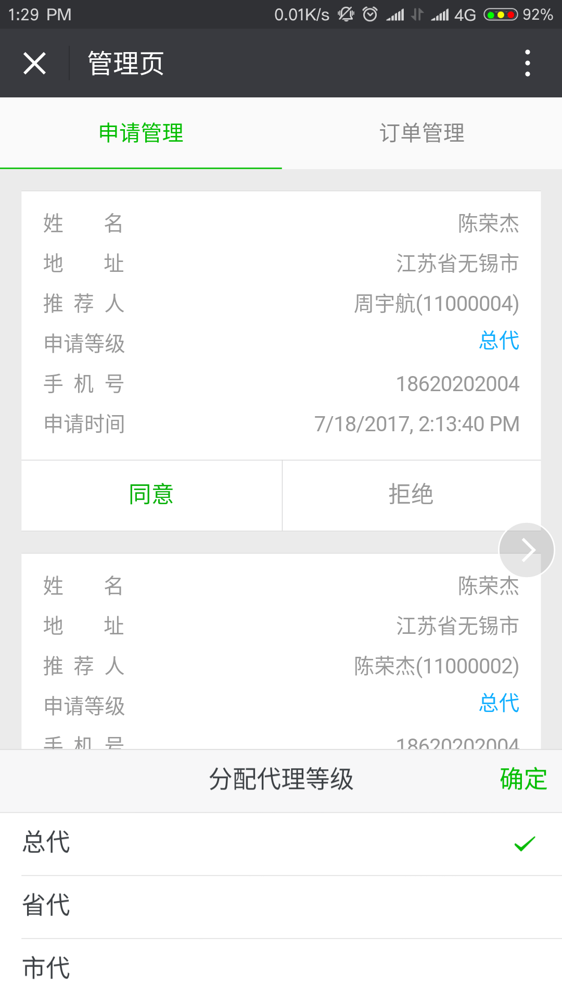 1:29 PM 0.01K/s 4G 92%
管理页
申请管理 订单管理
姓 名 陈荣杰
地 址 江苏省无锡市
推 荐 人 周宇航(11000004)
申请等级 总代
手 机 号 18620202004
申请时间 7/18/2017, 2:13:40 PM
同意 拒绝
姓 名 陈荣杰
地 址 江苏省无锡市
推 荐 人 陈荣杰(11000002)
申请等级 总代
手 机 号 18620202004
分配代理等级 确定
总代
省代
市代